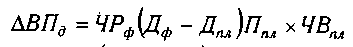 ΔВП_д = ЧР_ф(Д_ф − Д_пл)П_пл × ЧВ_пл